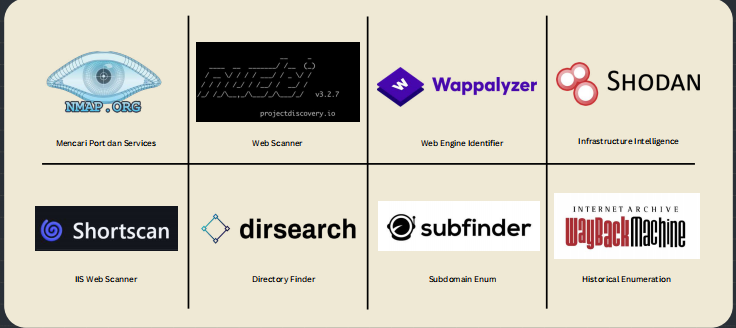 NMAP.ORG
Mencari Port dan Services
nuclei
v3.2.7
projectdiscovery.io
Web Scanner
W Wappalyzer
Web Engine Identifier
SHODAN
Infrastructure Intelligence
Shortscan
IIS Web Scanner
dirsearch
Directory Finder
subfinder
Subdomain Enum
INTERNET ARCHIVE
WayBackMachine
Historical Enumeration